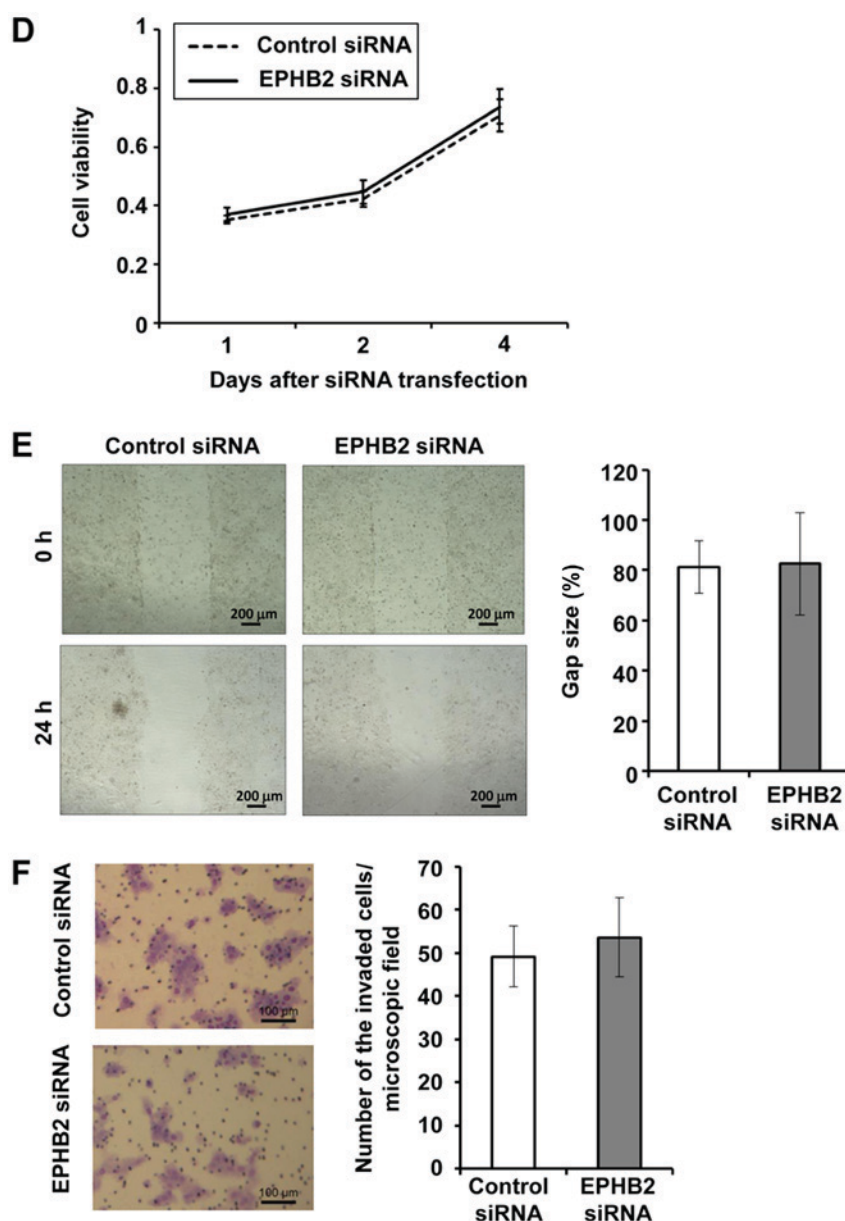 D
Control siRNA
EPHB2 siRNA
Cell viability
1
0.8
0.6
0.4
0.2
0
1 2 4
Days after siRNA transfection
E
Control siRNA EPHB2 siRNA
0 h
200 µm
200 µm
24 h
200 µm
200 µm
Gap size (%)
120
100
80
60
40
20
0
Control siRNA
EPHB2 siRNA
F
Control siRNA
100 µm
EPHB2 siRNA
100 µm
Number of the invaded cells/
microscopic field
70
60
50
40
30
20
10
0
Control siRNA
EPHB2 siRNA